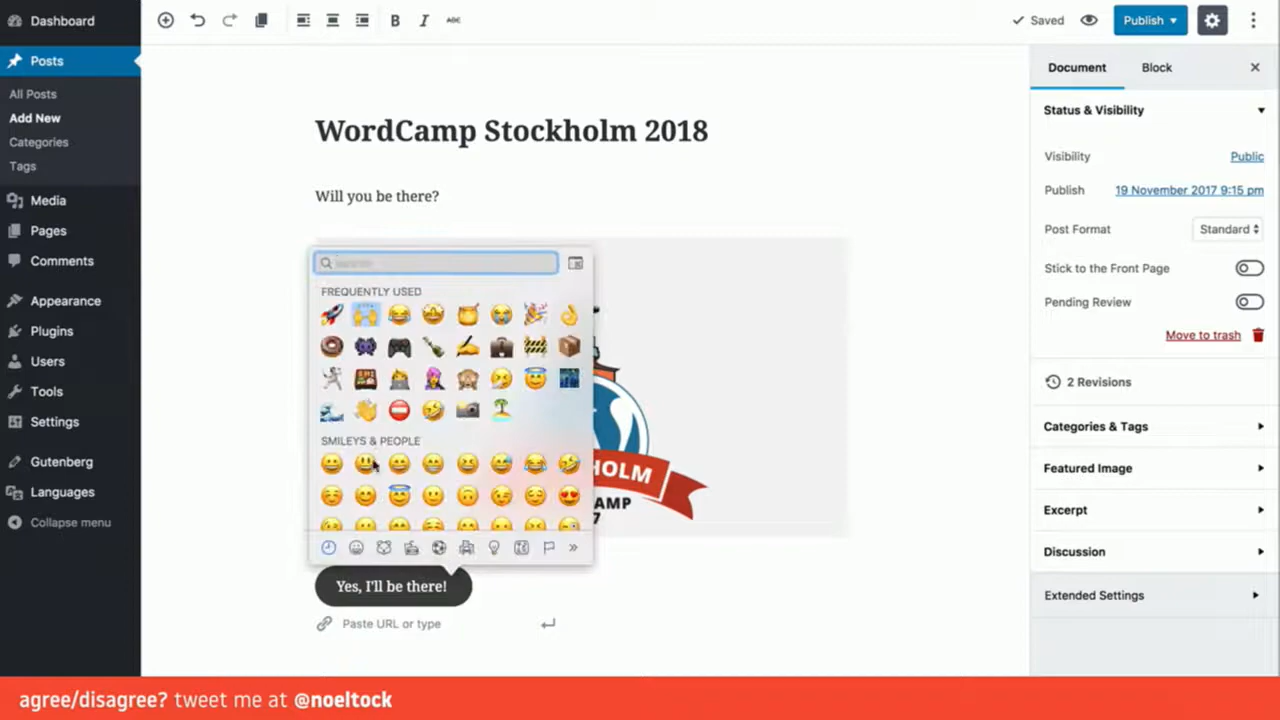 Dashboard
Posts
All Posts
Add New
Categories
Tags
Media
Pages
Comments
Appearance
Plugins
Users
Tools
Settings
Gutenberg
Languages
Collapse menu
B I ABC
Saved
Publish
WordCamp Stockholm 2018
Will you be there?
FREQUENTLY USED
SMILEYS & PEOPLE
HOLM
AMP
7
Yes, I'll be there!
Paste URL or type
Document Block
Status & Visibility
Visibility Public
Publish 19 November 2017 9:15 pm
Post Format Standard
Stick to the Front Page
Pending Review
Move to trash
2 Revisions
Categories & Tags
Featured Image
Excerpt
Discussion
Extended Settings
agree/disagree? tweet me at @noeltock